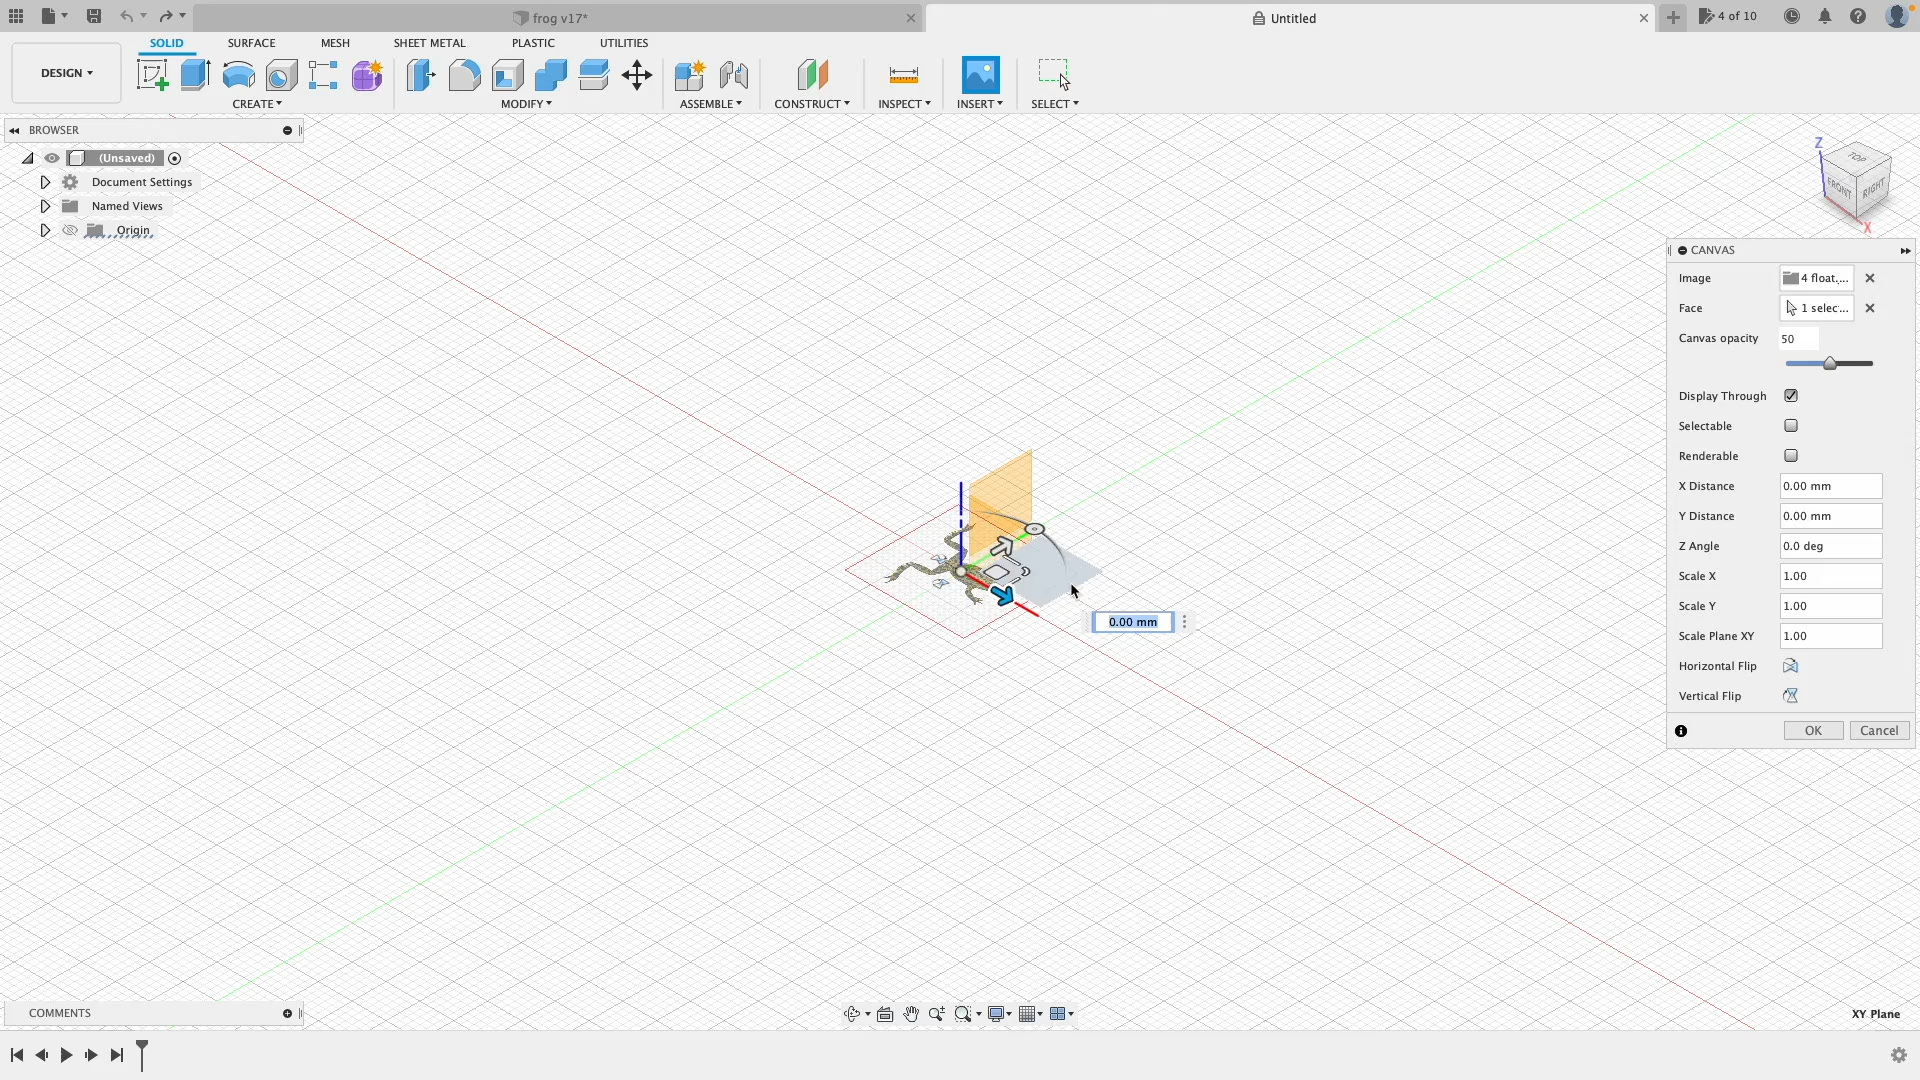 frog v17*
Untitled
4 of 10
SOLID
SURFACE
MESH
SHEET METAL
PLASTIC
UTILITIES
DESIGN
CREATE
MODIFY
ASSEMBLE
CONSTRUCT
INSPECT
INSERT
SELECT
BROWSER
(Unsaved)
Document Settings
Named Views
Origin
Z
TOP
FRONT
RIGHT
X
CANVAS
Image 4 float....
Face 1 selec...
Canvas opacity 50
Display Through
Selectable
Renderable
X Distance 0.00 mm
Y Distance 0.00 mm
Z Angle 0.0 deg
Scale X 1.00
Scale Y 1.00
Scale Plane XY 1.00
Horizontal Flip
Vertical Flip
OK Cancel
0.00 mm
COMMENTS
XY Plane